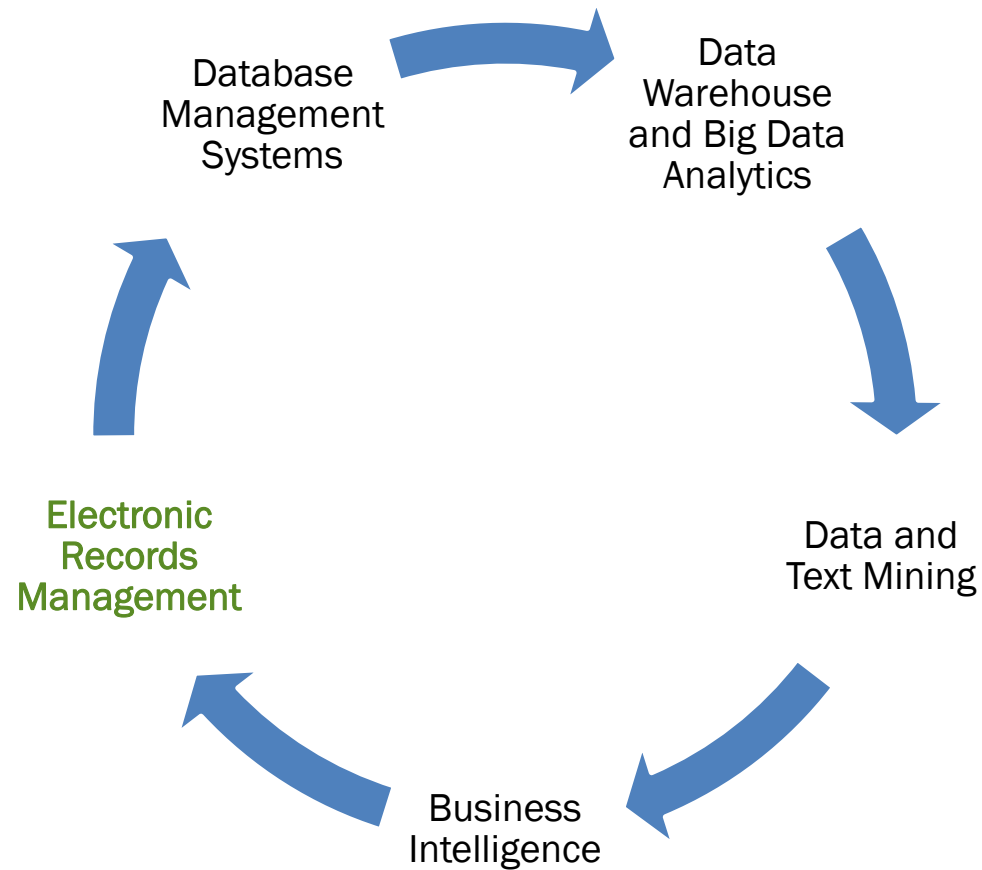 Database
Management
Systems
Data
Warehouse
and Big Data
Analytics
Data and
Text Mining
Business
Intelligence
Electronic
Records
Management